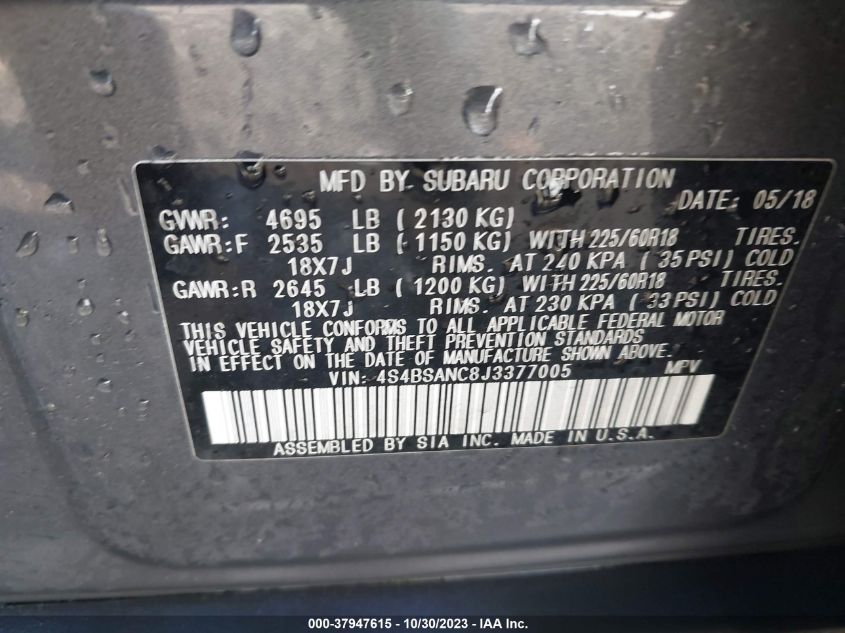 MFD BY SUBARU CORPORATION
DATE: 05/18
GVWR: 4695 LB ( 2130 KG)
GAWR:F 2535 LB ( 1150 KG) WITH 225/60R18 TIRES.
18X7J RIMS. AT 240 KPA ( 35 PSI) COLD
GAWR:R 2645 LB ( 1200 KG) WITH 225/60R18 TIRES.
18X7J RIMS. AT 230 KPA ( 33 PSI) COLD
THIS VEHICLE CONFORMS TO ALL APPLICABLE FEDERAL MOTOR
VEHICLE SAFETY AND THEFT PREVENTION STANDARDS
IN EFFECT ON THE DATE OF MANUFACTURE SHOWN ABOVE.
VIN: 4S4BSANC8J3377005 MPV
ASSEMBLED BY SIA INC. MADE IN U.S.A.
000-37947615 - 10/30/2023 - IAA Inc.